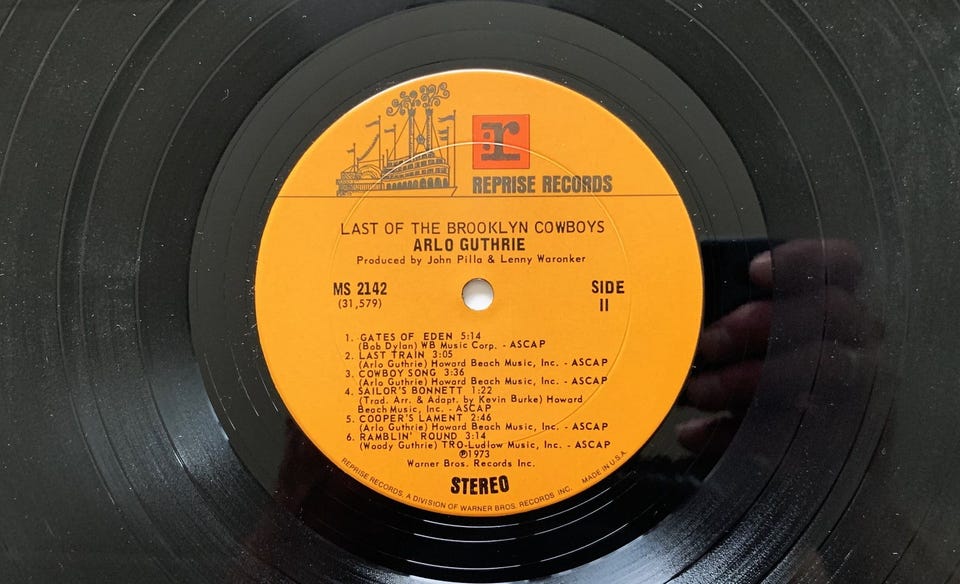 :r
REPRISE RECORDS
LAST OF THE BROOKLYN COWBOYS
ARLO GUTHRIE
Produced by John Pilla & Lenny Waronker
MS 2142
(31,579)
SIDE
II
1. GATES OF EDEN 5:14
(Bob Dylan) WB Music Corp. - ASCAP
2. LAST TRAIN 3:05
(Arlo Guthrie) Howard Beach Music, Inc. - ASCAP
3. COWBOY SONG 3:36
(Arlo Guthrie) Howard Beach Music, Inc. - ASCAP
4. SAILOR'S BONNETT 1:22
(Trad. Arr. & Adapt. by Kevin Burke) Howard
Beach Music, Inc. - ASCAP
5. COOPER'S LAMENT 2:46
(Arlo Guthrie) Howard Beach Music, Inc. - ASCAP
6. RAMBLIN' ROUND 3:14
(Woody Guthrie) TRO-Ludlow Music, Inc. - ASCAP
℗1973
Warner Bros. Records Inc.
STEREO
REPRISE RECORDS, A DIVISION OF WARNER BROS. RECORDS INC. MADE IN U.S.A.